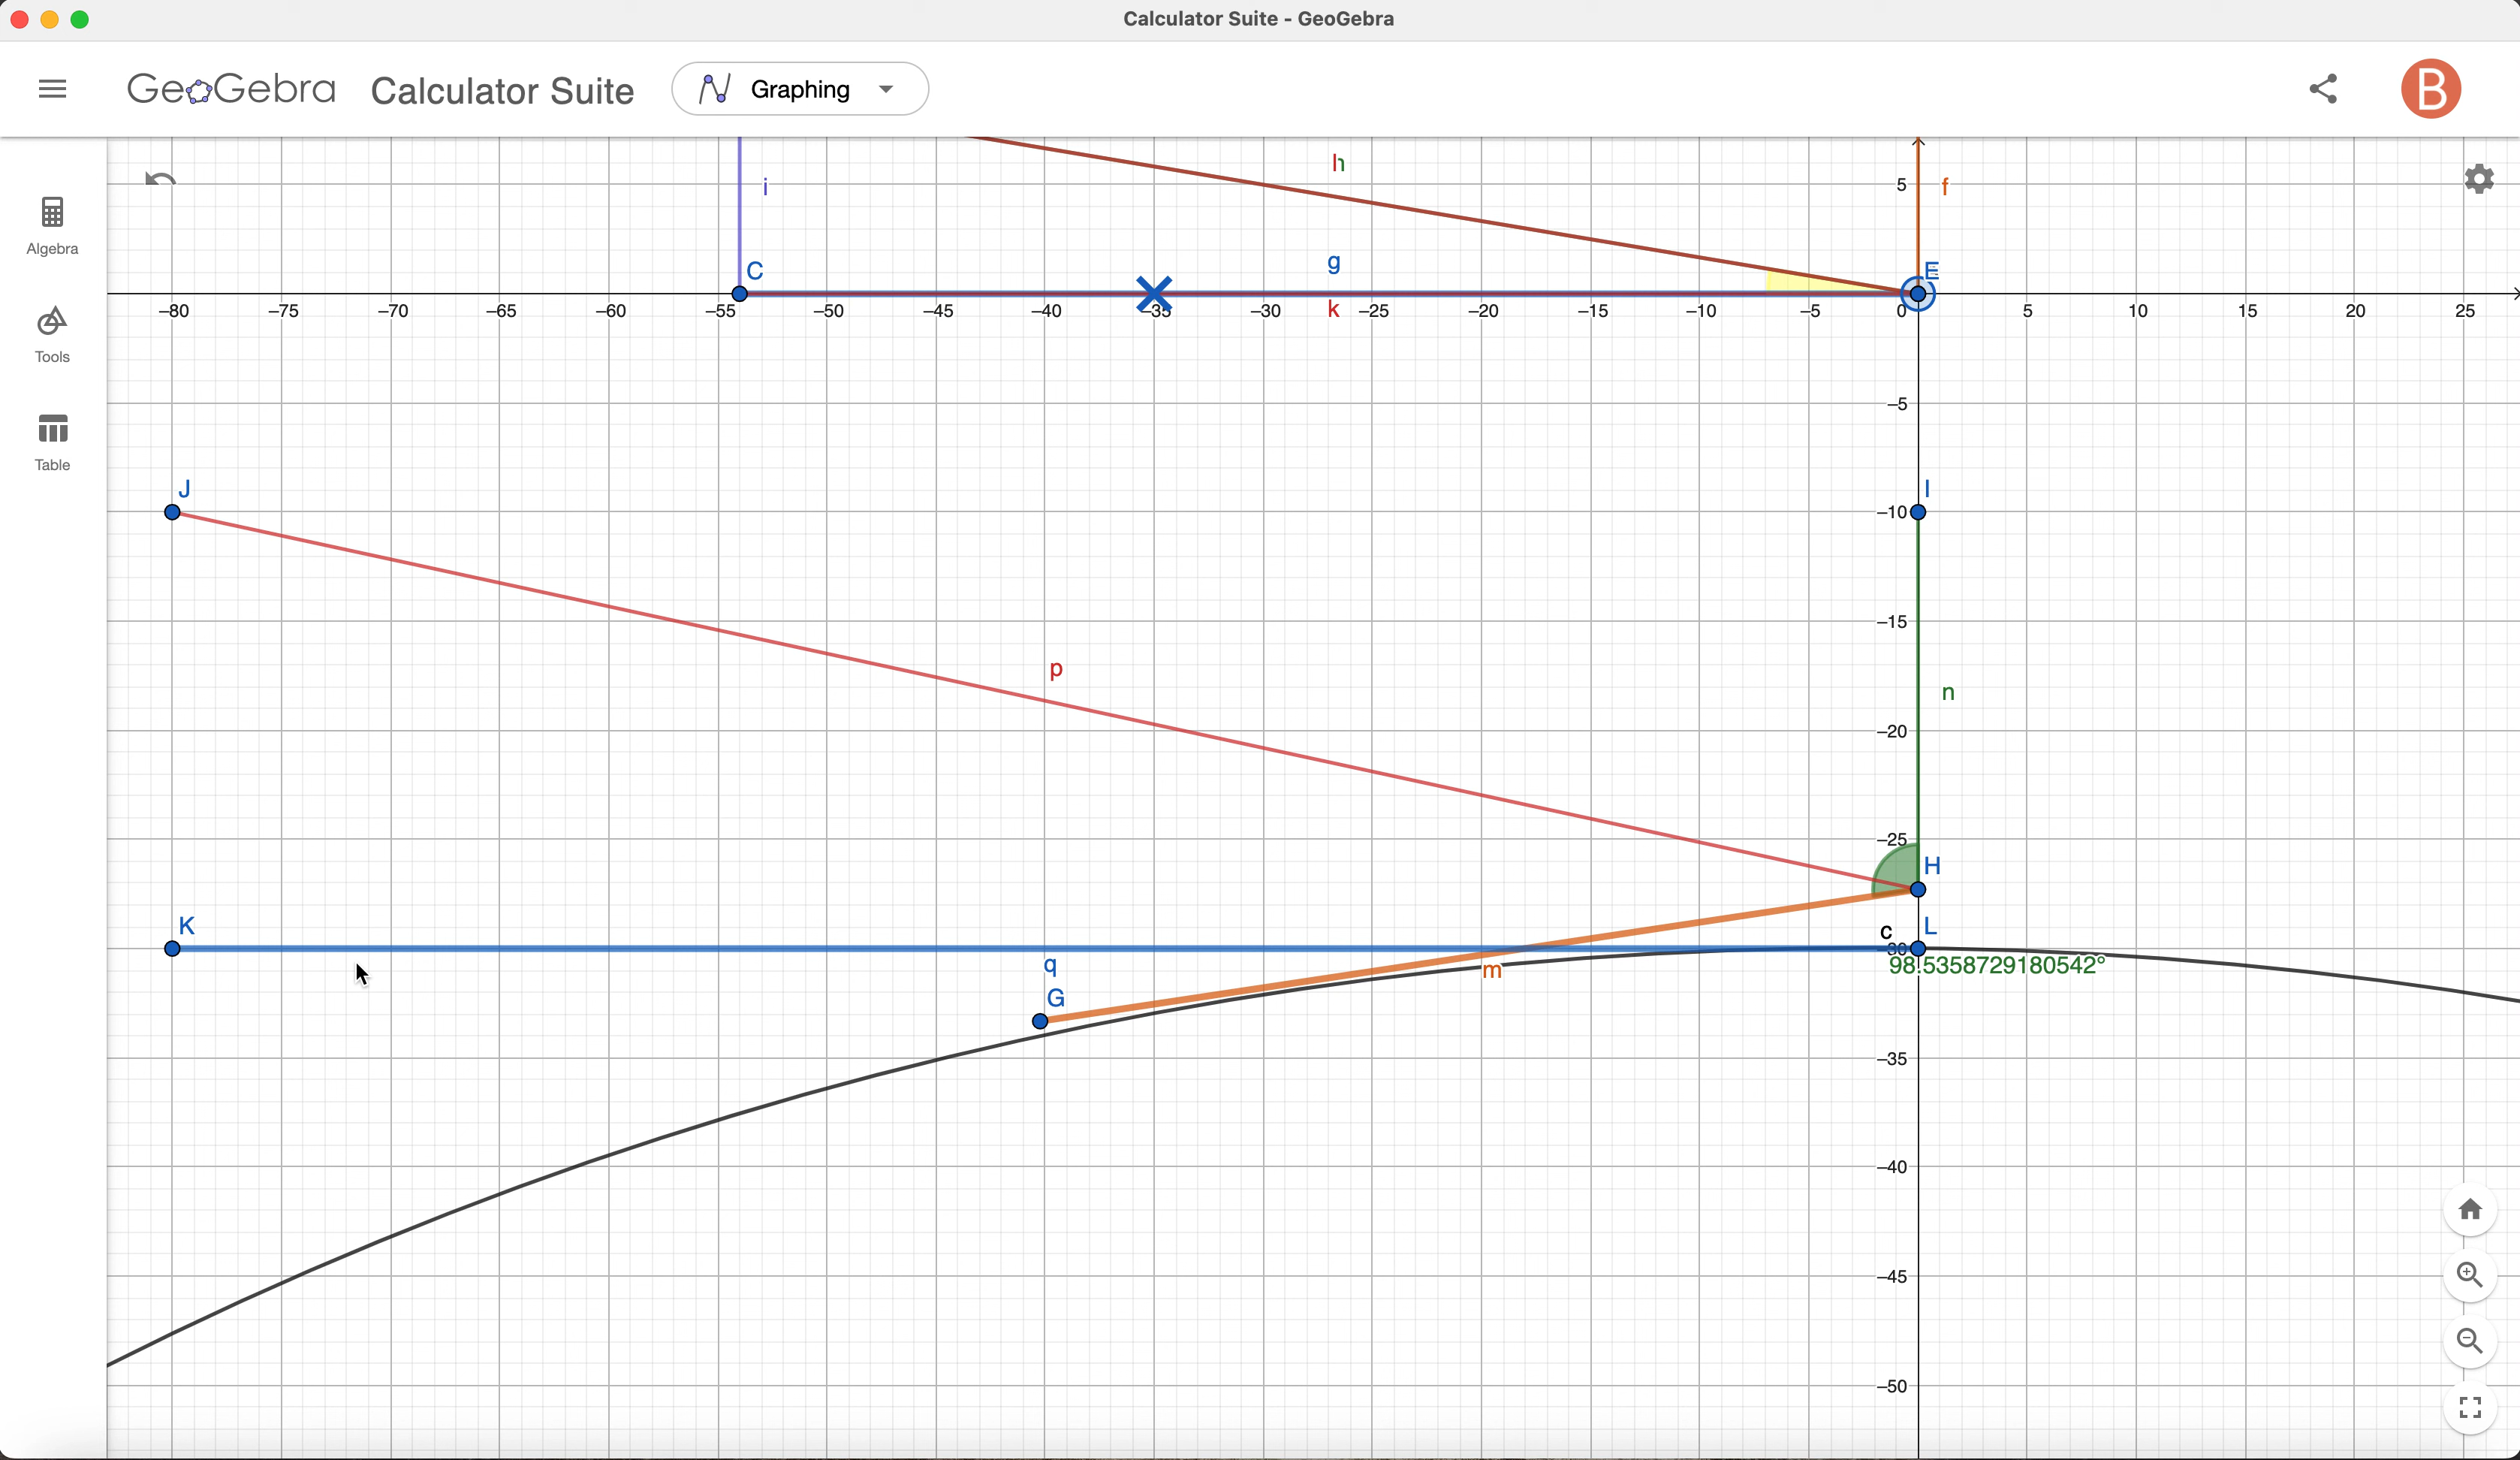 Calculator Suite - GeoGebra
GeoGebra Calculator Suite Graphing B
Algebra
Tools
Table
h
i 5 f
C g E
−80 −75 −70 −65 −60 −55 −50 −45 −40 −35 −30 k −25 −20 −15 −10 −5 0 5 10 15 20 25
−5
J I
−10
−15
p
n
−20
−25
H
K c L
−30
q m 98.5358729180542°
G
−35
−40
−45
−50